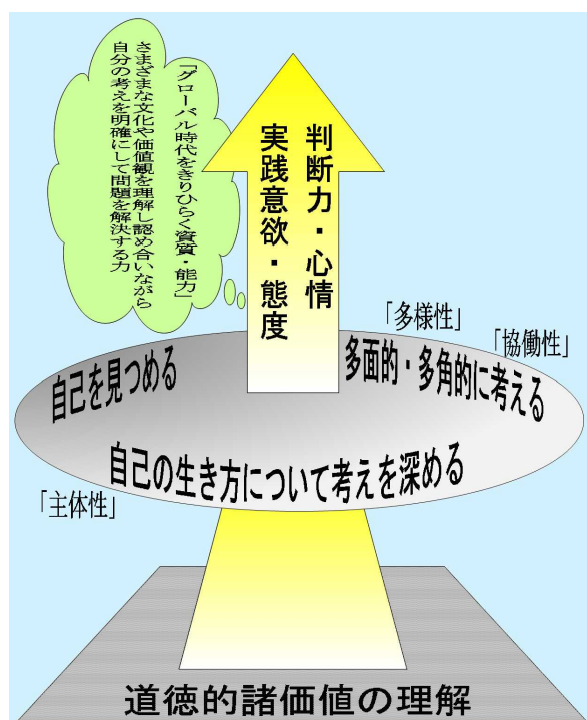 「グローバル時代をきりひらく資質・能力」
さまざまな文化や価値観を理解し認め合いながら
自分の考えを明確にして問題を解決する力
判断力・心情
実践意欲・態度
「多様性」
「協働性」
自己を見つめる
多面的・多角的に考える
自己の生き方について考えを深める
「主体性」
道徳的諸価値の理解